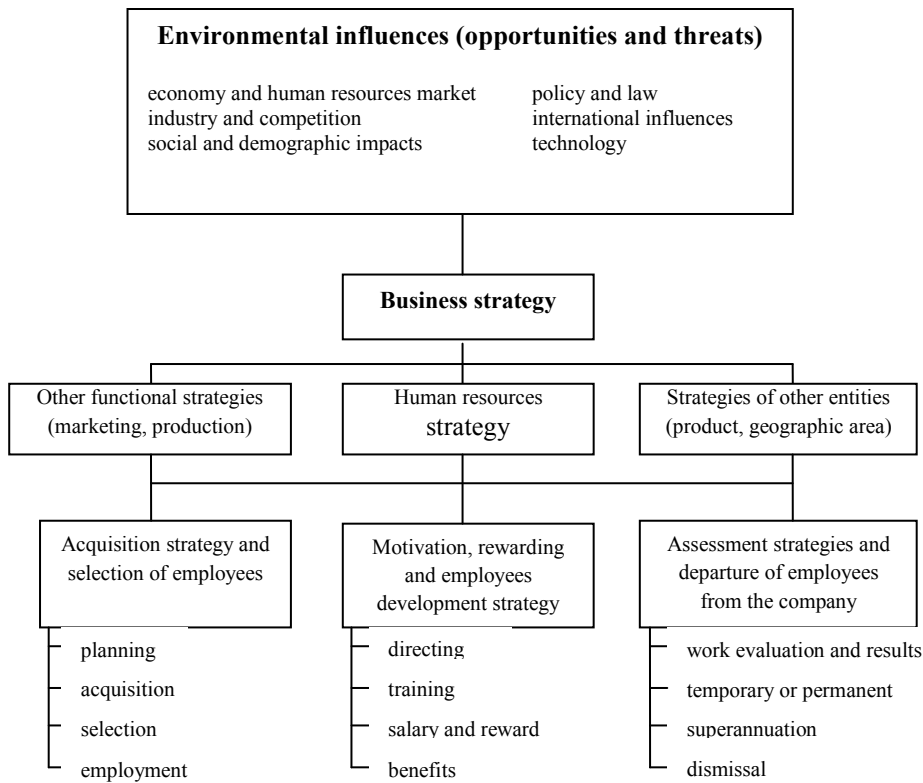 Environmental influences (opportunities and threats)
economy and human resources market
industry and competition
social and demographic impacts
policy and law
international influences
technology
Business strategy
Other functional strategies
(marketing, production)
Human resources
strategy
Strategies of other entities
(product, geographic area)
Acquisition strategy and
selection of employees
Motivation, rewarding
and employees
development strategy
Assessment strategies and
departure of employees
from the company
planning
acquisition
selection
employment
directing
training
salary and reward
benefits
work evaluation and results
temporary or permanent
superannuation
dismissal